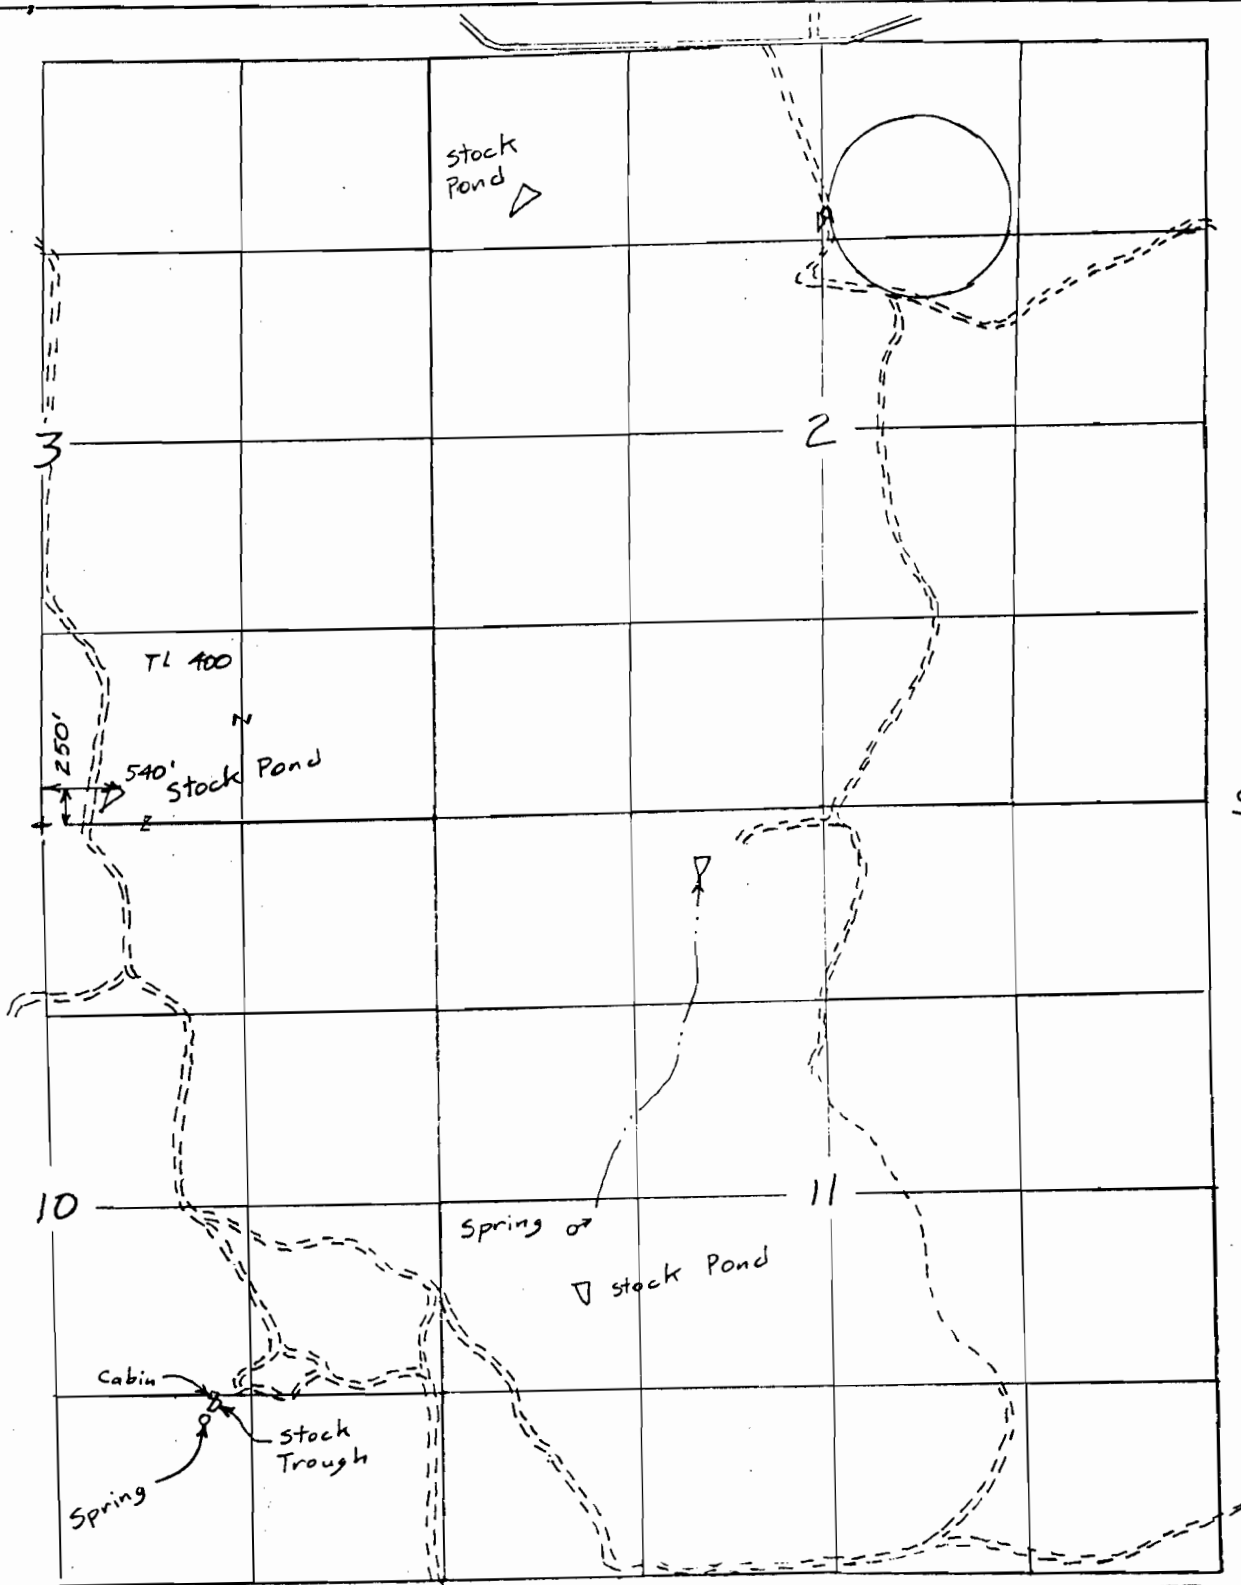 stock
Pond
3
2
TL 400
N
250'
540'
Stock Pond
Z
10
11
Spring
stock Pond
Cabin
Stock
Trough
Spring